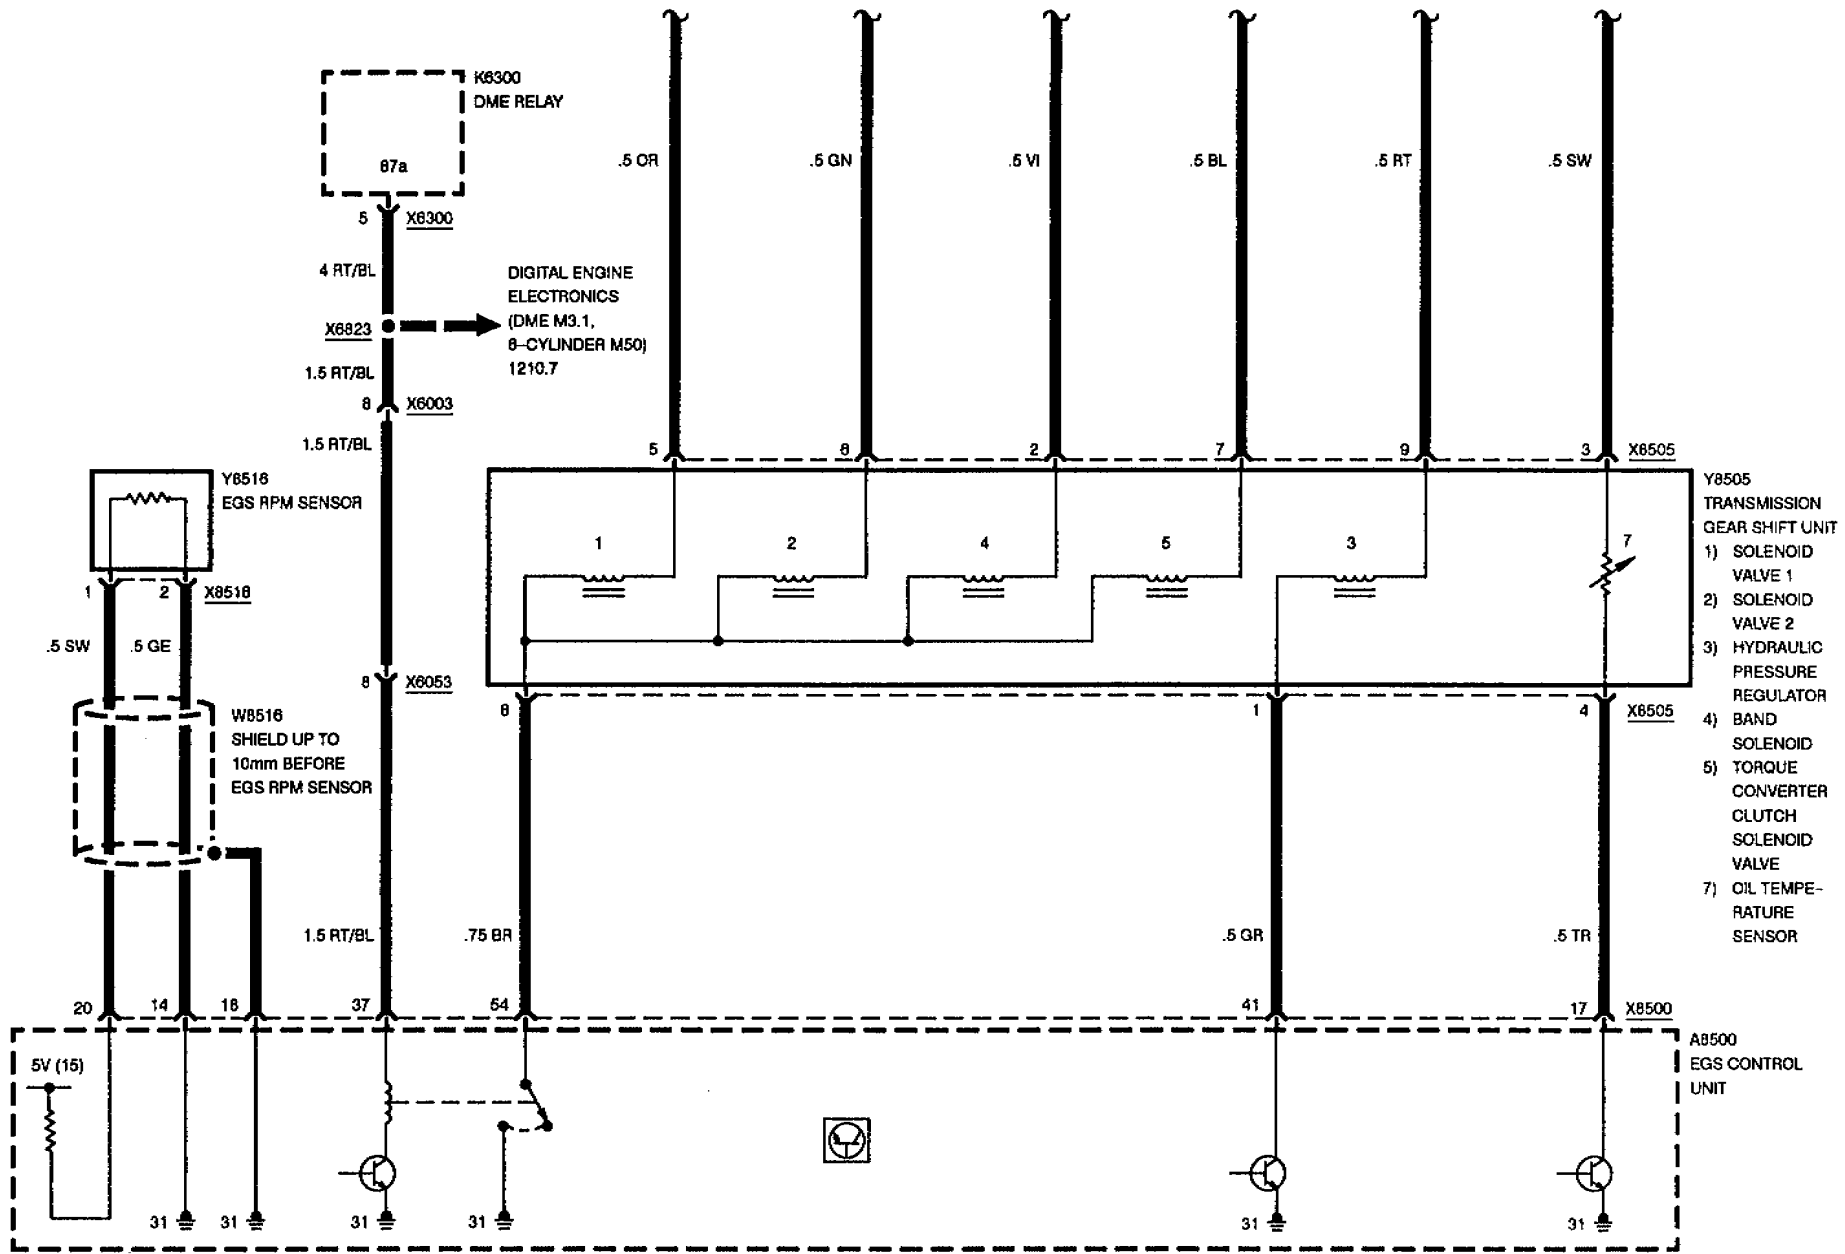 K6300
DME RELAY
87a
5 X6300
4 RT/BL
X6823
DIGITAL ENGINE
ELECTRONICS
(DME M3.1,
6-CYLINDER M50)
1210.7
1.5 RT/BL
8 X6003
1.5 RT/BL
.5 OR
.5 GN
.5 VI
.5 BL
.5 RT
.5 SW
5
6
2
7
9
3
X8505
Y8516
EGS RPM SENSOR
1
2
X8516
.5 SW
.5 GE
W8516
SHIELD UP TO
10mm BEFORE
EGS RPM SENSOR
8 X6053
1
2
4
5
3
7
Y8505
TRANSMISSION
GEAR SHIFT UNIT
1) SOLENOID
VALVE 1
2) SOLENOID
VALVE 2
3) HYDRAULIC
PRESSURE
REGULATOR
4) BAND
SOLENOID
5) TORQUE
CONVERTER
CLUTCH
SOLENOID
VALVE
7) OIL TEMPE-
RATURE
SENSOR
1
4
X8505
1.5 RT/BL
.75 BR
.5 GR
.5 TR
20
14
18
37
54
41
17
X8500
A8500
EGS CONTROL
UNIT
5V (15)
31
31
31
31
31
31